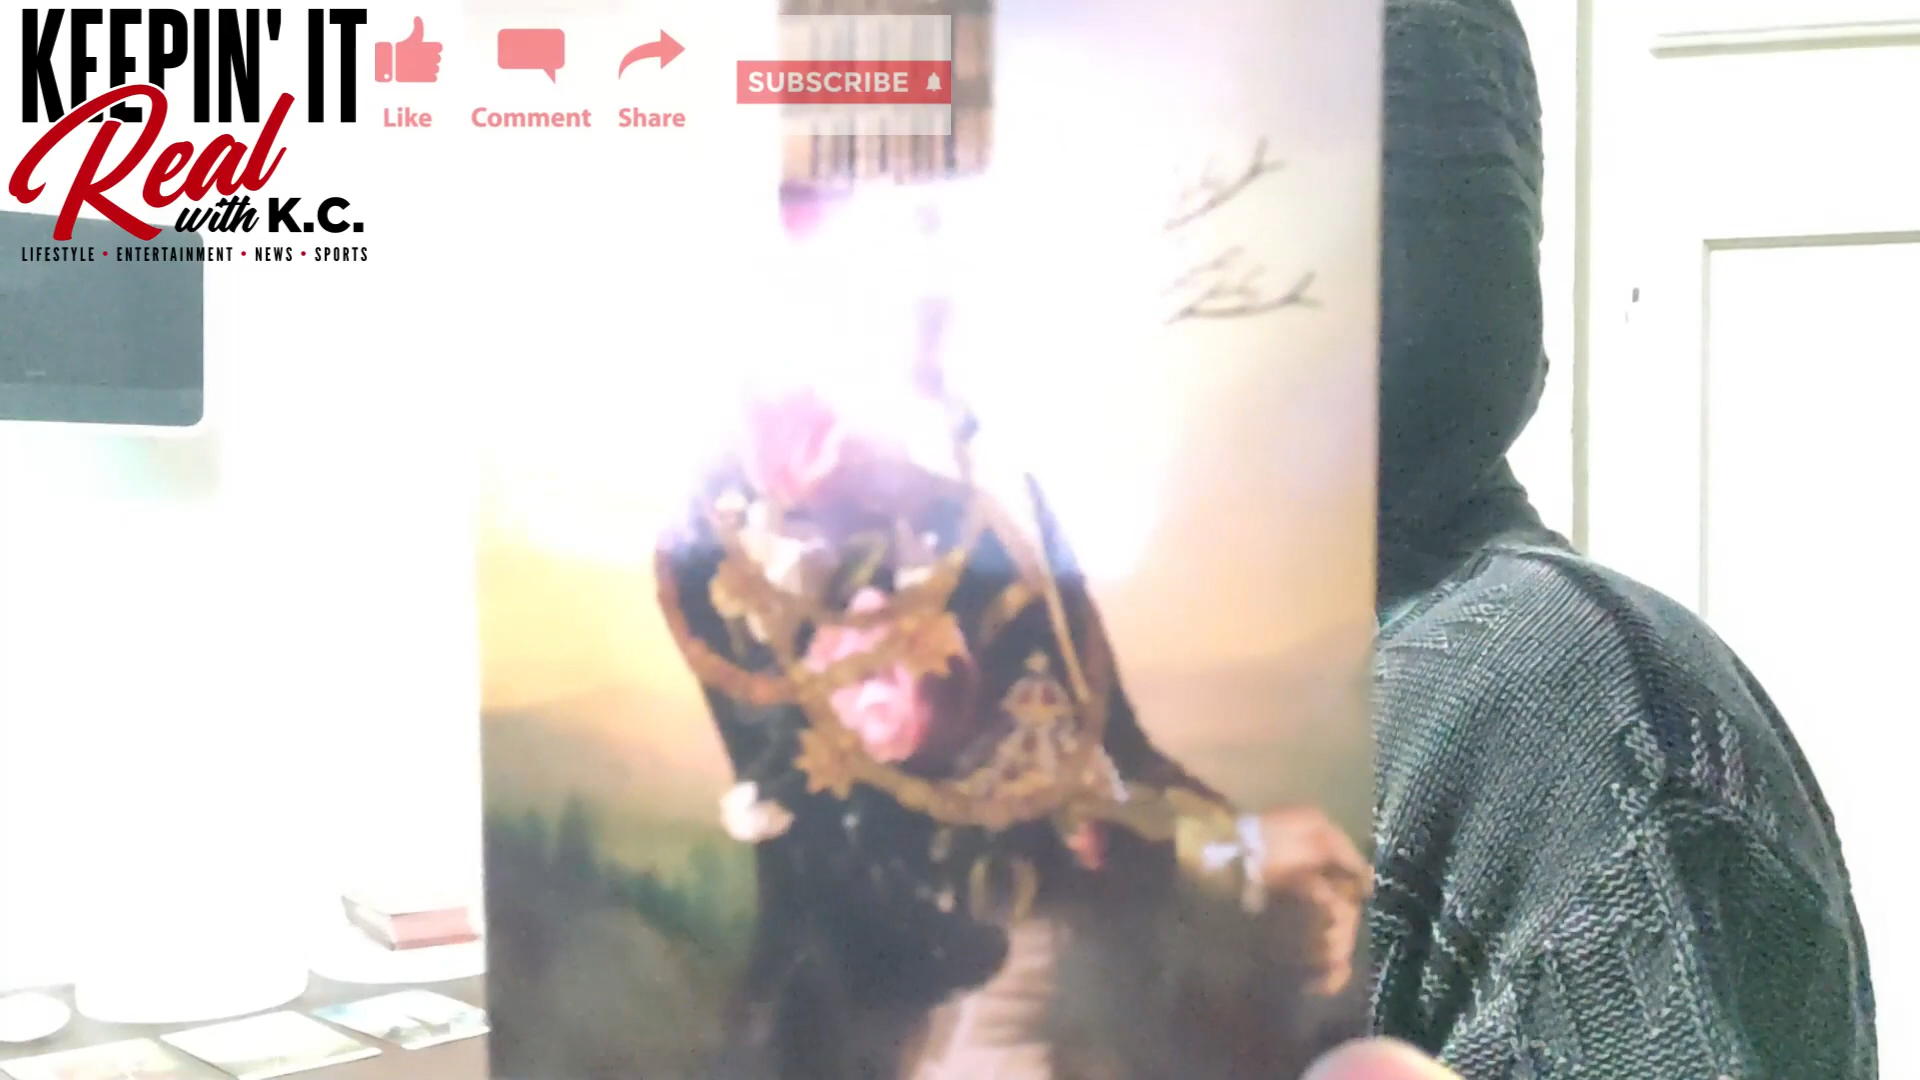 KEEPIN' IT
Real
with K.C.
LIFESTYLE • ENTERTAINMENT • NEWS • SPORTS
Like
Comment
Share
SUBSCRIBE